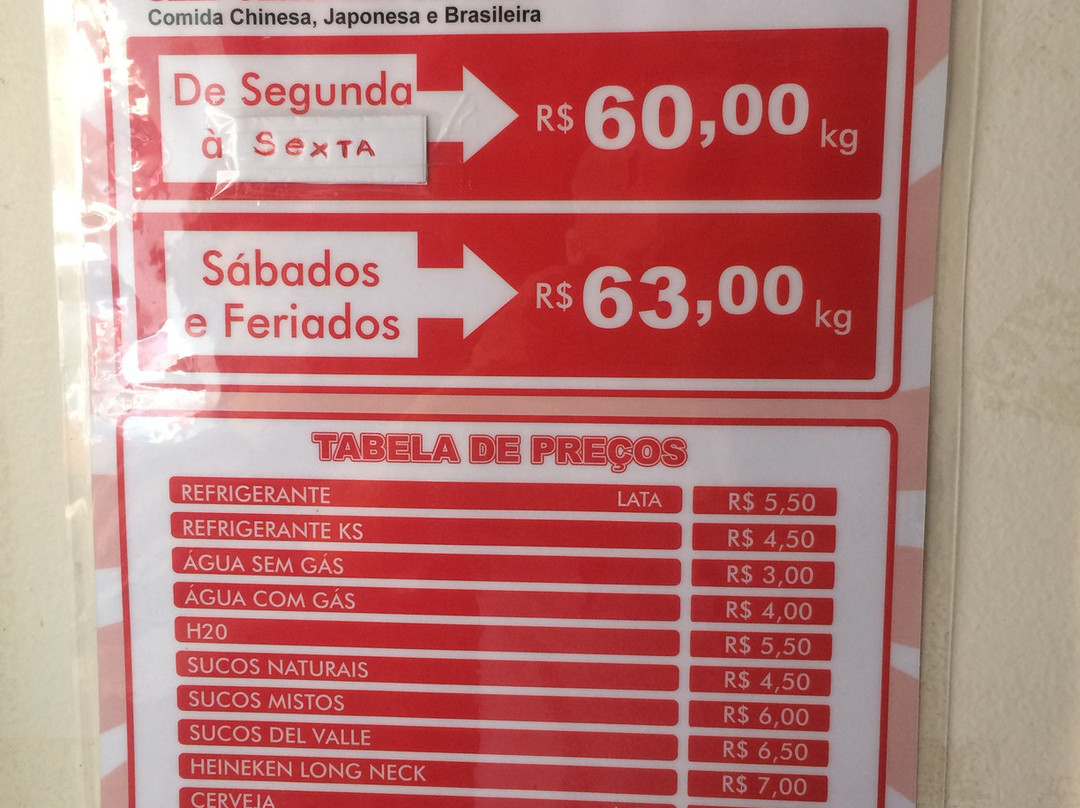 Comida Chinesa, Japonesa e Brasileira
De Segunda
à SexTA
R$ 60,00 kg
Sábados
e Feriados
R$ 63,00 kg
TABELA DE PREÇOS
REFRIGERANTE LATA R$ 5,50
REFRIGERANTE KS R$ 4,50
ÁGUA SEM GÁS R$ 3,00
ÁGUA COM GÁS R$ 4,00
H20 R$ 5,50
SUCOS NATURAIS R$ 4,50
SUCOS MISTOS R$ 6,00
SUCOS DEL VALLE R$ 6,50
HEINEKEN LONG NECK R$ 7,00
CERVEJA